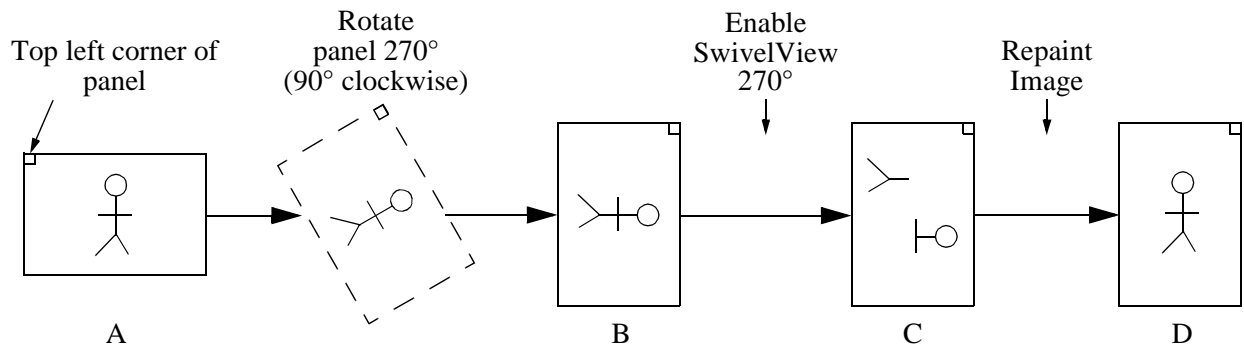 Top left corner of
panel
Rotate
panel 270°
(90° clockwise)
Enable
SwivelView
270°
Repaint
Image
A
B
C
D